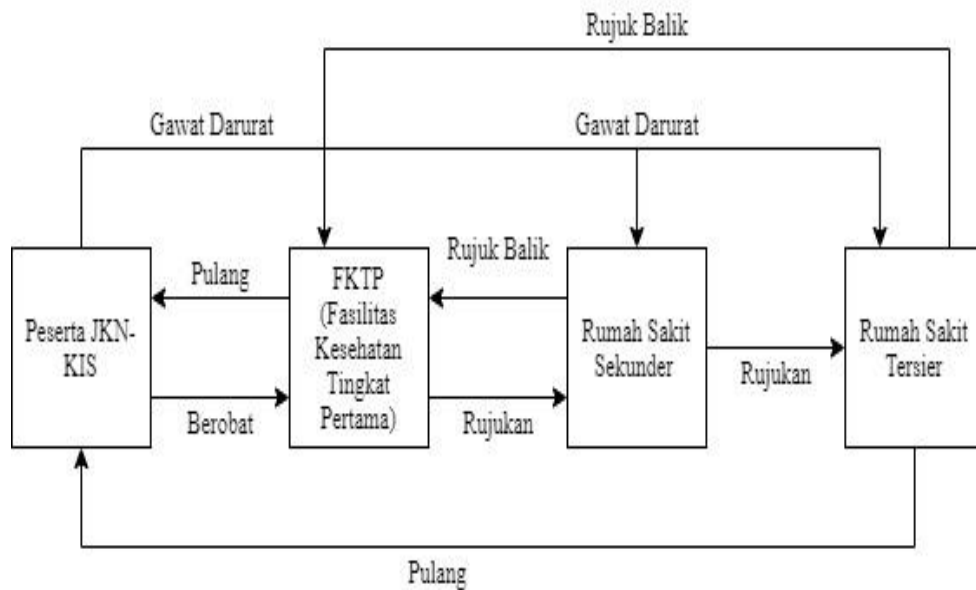 Rujuk Balik
Gawat Darurat
Gawat Darurat
Peserta JKN-
KIS
Pulang
Berobat
FKTP
(Fasilitas
Kesehatan
Tingkat
Pertama)
Rujuk Balik
Rujukan
Rumah Sakit
Sekunder
Rujukan
Rumah Sakit
Tersier
Pulang